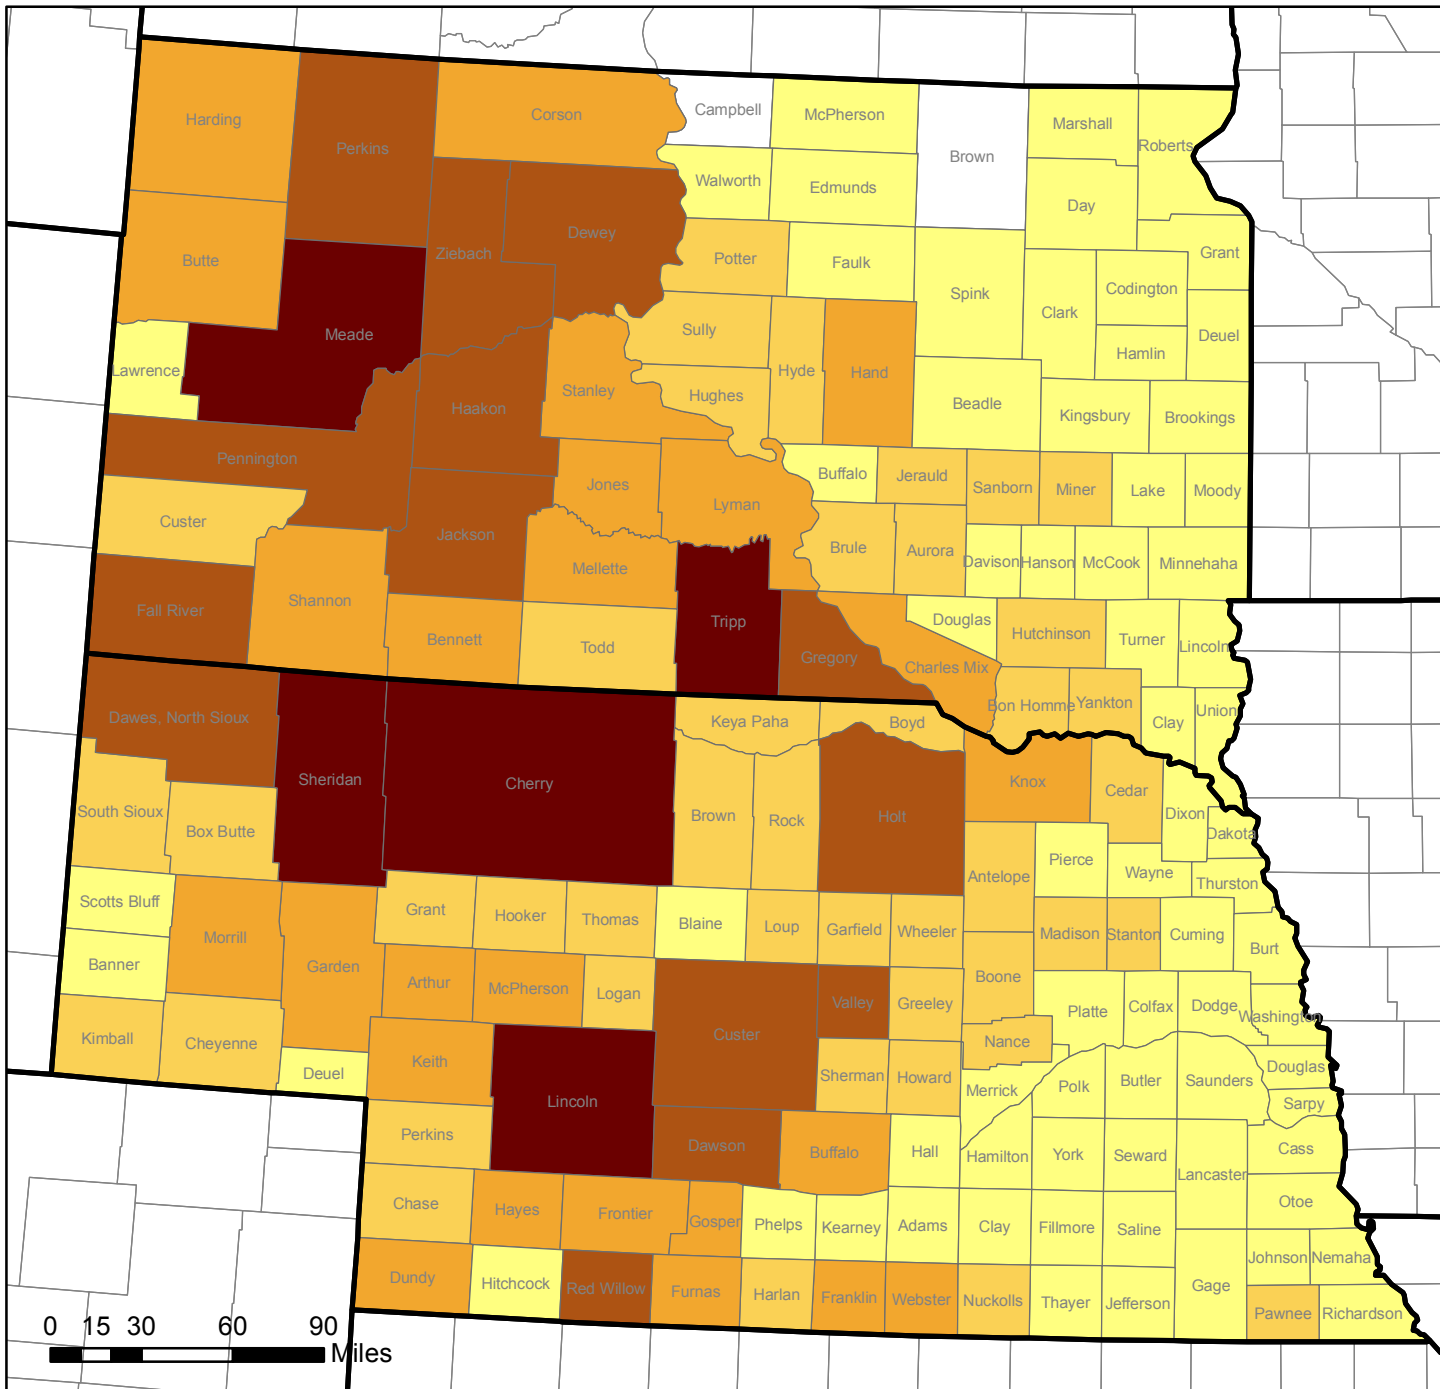 Harding
Perkins
Corson
Campbell
McPherson
Brown
Marshall
Roberts
Walworth
Edmunds
Day
Butte
Ziebach
Dewey
Potter
Faulk
Spink
Grant
Clark
Codington
Meade
Lawrence
Sully
Hyde
Hand
Hamlin
Deuel
Stanley
Haakon
Hughes
Beadle
Kingsbury
Brookings
Pennington
Custer
Jones
Lyman
Buffalo
Jerauld
Sanborn
Miner
Lake
Moody
Jackson
Mellette
Brule
Aurora
Davison
Hanson
McCook
Minnehaha
Fall River
Shannon
Bennett
Todd
Tripp
Gregory
Douglas
Charles Mix
Hutchinson
Turner
Lincoln
Bon Homme
Yankton
Clay
Union
Dawes, North Sioux
Sheridan
Cherry
Keya Paha
Boyd
Knox
Cedar
Dixon
Dakota
South Sioux
Box Butte
Brown
Rock
Holt
Antelope
Pierce
Wayne
Thurston
Scotts Bluff
Morrill
Garden
Grant
Hooker
Thomas
Blaine
Loup
Garfield
Wheeler
Madison
Stanton
Cuming
Burt
Banner
Arthur
McPherson
Logan
Custer
Valley
Greeley
Boone
Platte
Colfax
Dodge
Washington
Kimball
Cheyenne
Deuel
Keith
Lincoln
Sherman
Howard
Nance
Merrick
Polk
Butler
Saunders
Douglas
Sarpy
Perkins
Dawson
Buffalo
Hall
Hamilton
York
Seward
Lancaster
Cass
Otoe
Chase
Hayes
Frontier
Gosper
Phelps
Kearney
Adams
Clay
Fillmore
Saline
Gage
Johnson
Nemaha
Dundy
Hitchcock
Red Willow
Furnas
Harlan
Franklin
Webster
Nuckolls
Thayer
Jefferson
Pawnee
Richardson
0 15 30 60 90
Miles